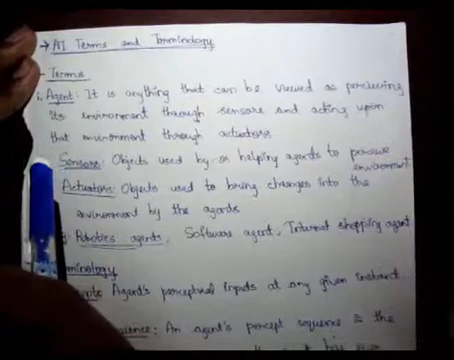 → AI Terms and Terminology
Terms
1. Agent: It is anything that can be viewed as perceiving
its environment through sensors and acting upon
that environment through actuators
Sensors: Objects used by or helping agents to perceive
environment
Actuators: Objects used to bring changes into the
environment by the agents
Robotics agents, Software agent, Internet shopping agent
minology
Agent's perceptual inputs at any given instant
An agent's percept sequence is the